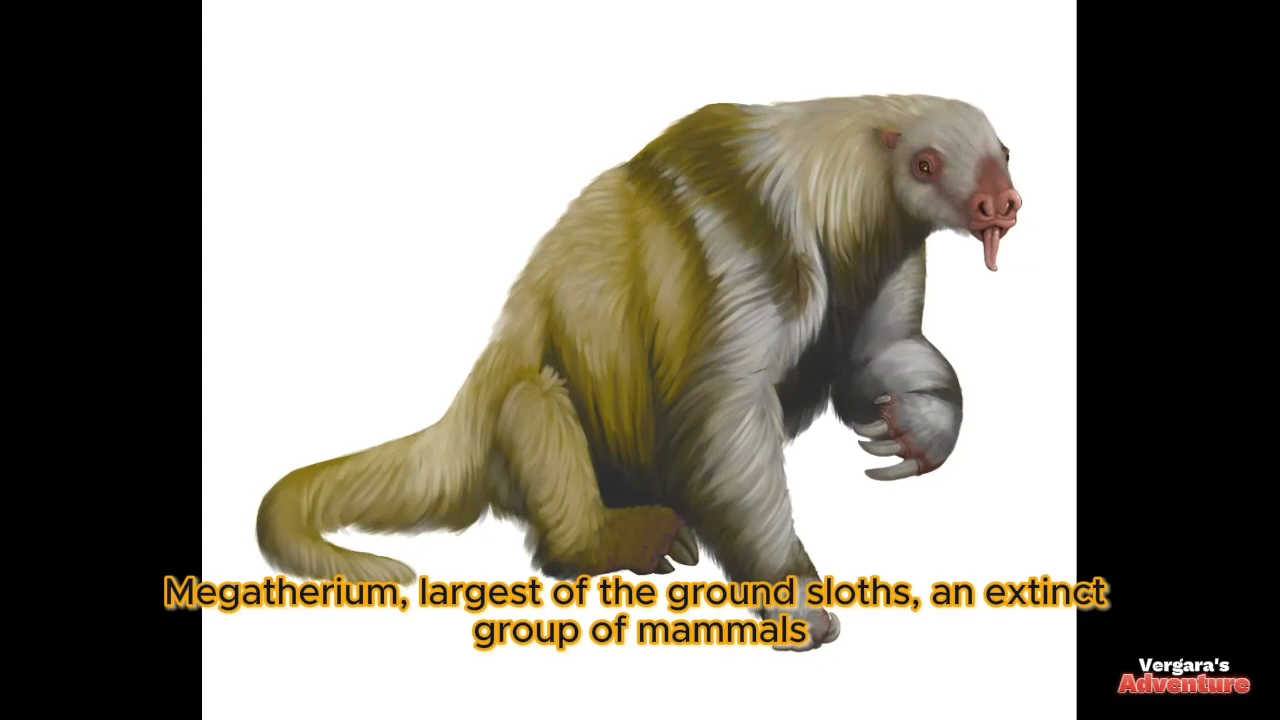 Megatherium, largest of the ground sloths, an extinct
group of mammals
Vergara's
Adventure